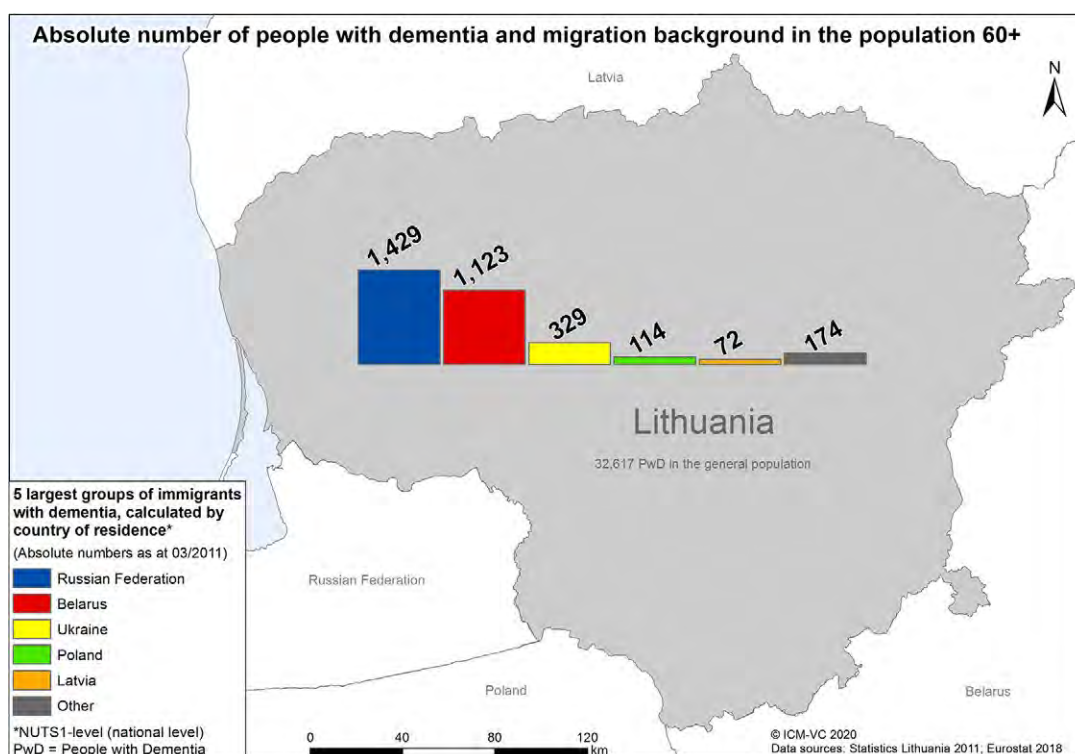 Absolute number of people with dementia and migration background in the population 60+
Latvia
N
1,429
1,123
329
114
72
174
Lithuania
32,617 PwD in the general population
5 largest groups of immigrants
with dementia, calculated by
country of residence*
(Absolute numbers as at 03/2011)
Russian Federation
Belarus
Ukraine
Poland
Latvia
Other
*NUTS1-level (national level)
PwD = People with Dementia
Russian Federation
Poland
Belarus
0 40 80 120
km
© ICM-VC 2020
Data sources: Statistics Lithuania 2011; Eurostat 2018